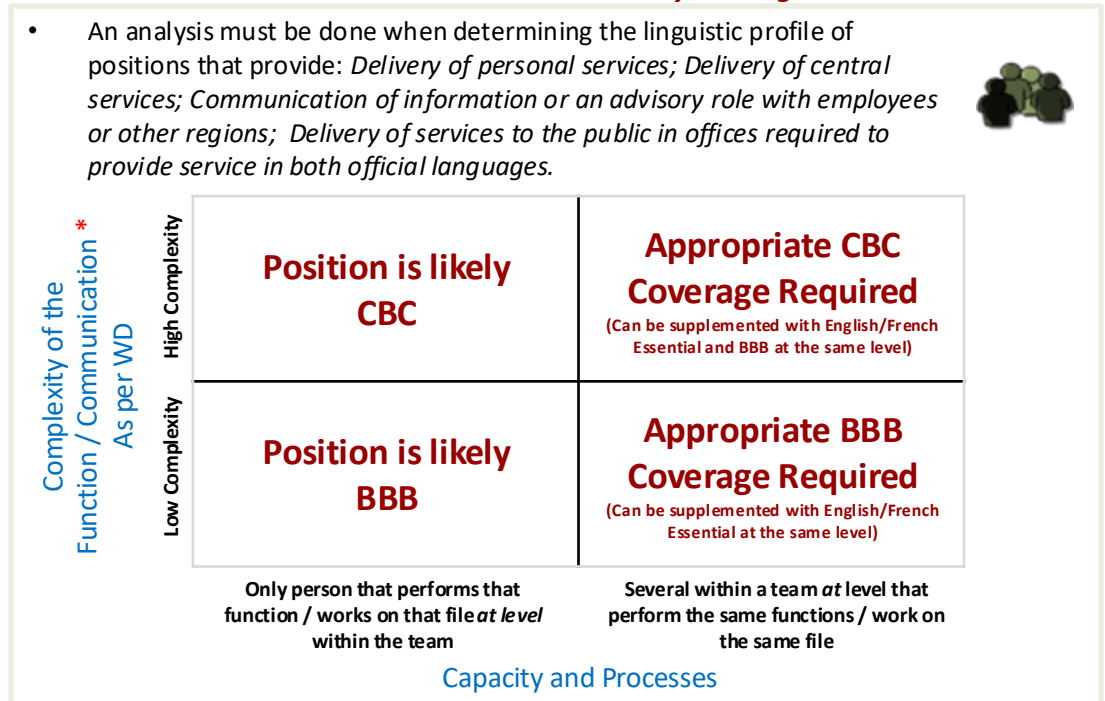 • An analysis must be done when determining the linguistic profile of
positions that provide: Delivery of personal services; Delivery of central
services; Communication of information or an advisory role with employees
or other regions; Delivery of services to the public in offices required to
provide service in both official languages.
Complexity of the
Function / Communication *
As per WD
High Complexity
Position is likely
CBC
Appropriate CBC
Coverage Required
(Can be supplemented with English/French
Essential and BBB at the same level)
Low Complexity
Position is likely
BBB
Appropriate BBB
Coverage Required
(Can be supplemented with English/French
Essential at the same level)
Only person that performs that
function / works on that file at level
within the team
Several within a team at level that
perform the same functions / work on
the same file
Capacity and Processes